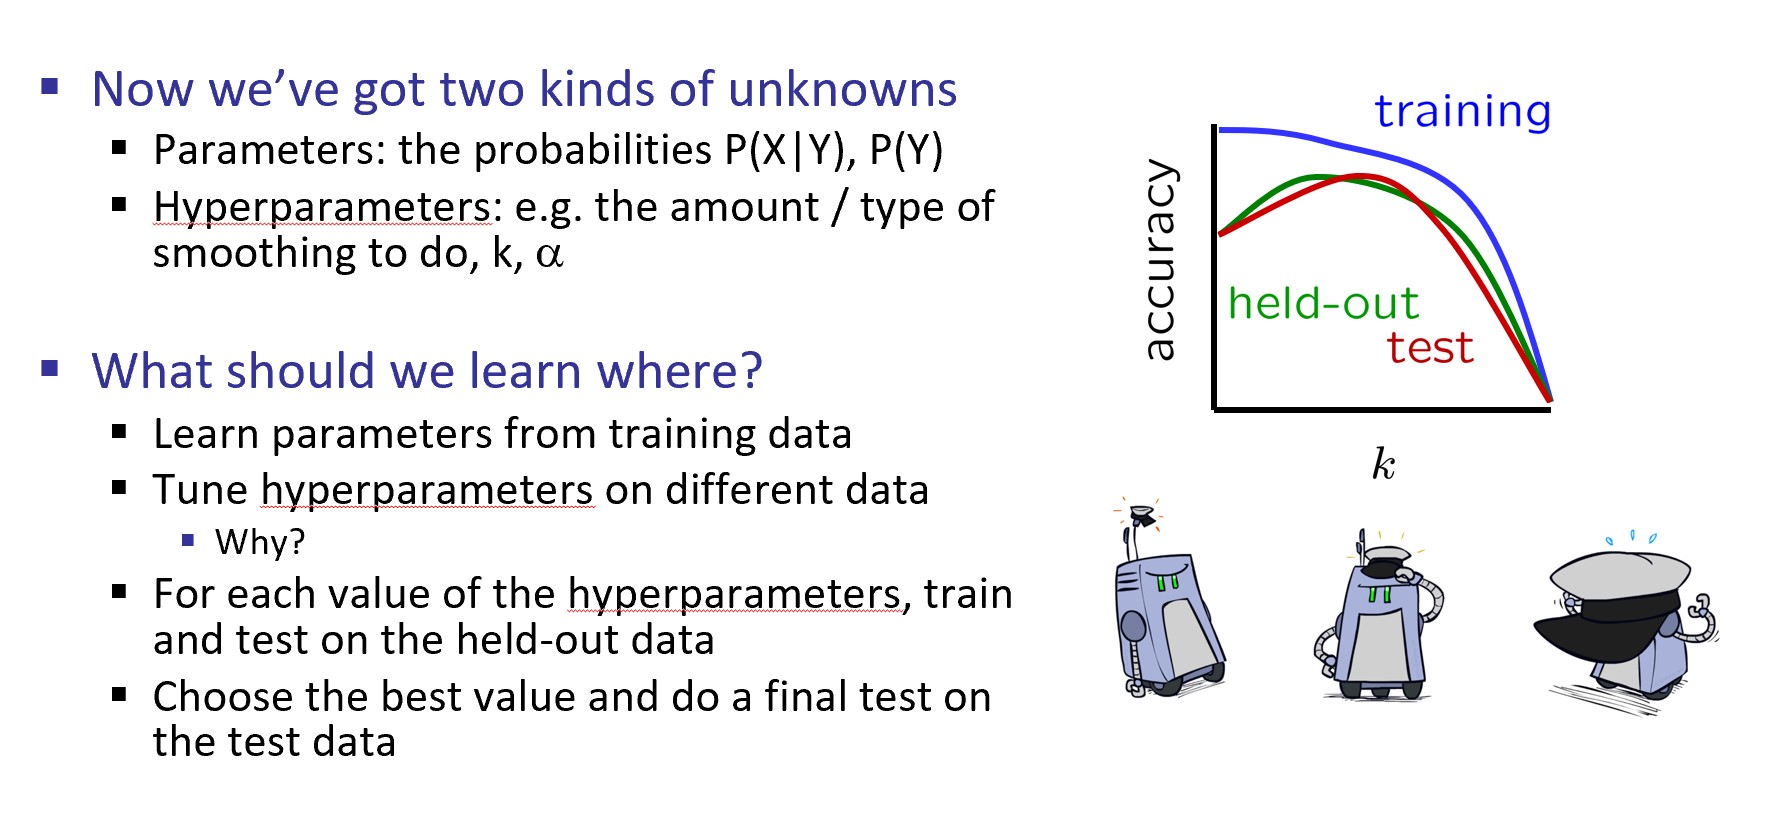 Now we’ve got two kinds of unknowns
Parameters: the probabilities P(X|Y), P(Y)
Hyperparameters: e.g. the amount / type of
smoothing to do, k, α
What should we learn where?
Learn parameters from training data
Tune hyperparameters on different data
Why?
For each value of the hyperparameters, train
and test on the held-out data
Choose the best value and do a final test on
the test data
training
accuracy
held-out
test
k